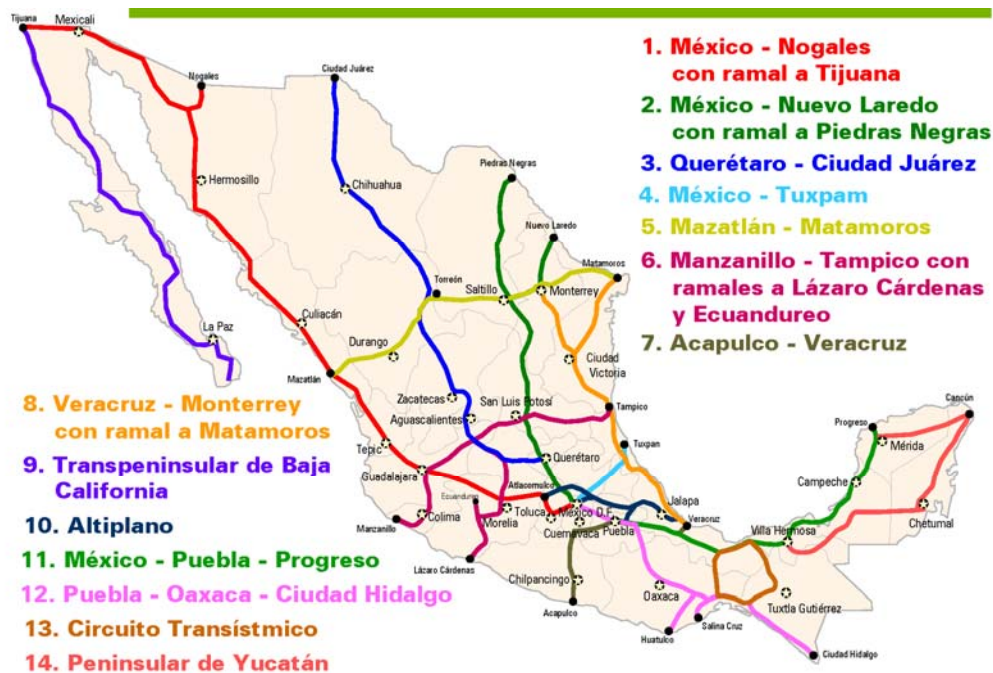 1. México - Nogales
con ramal a Tijuana
2. México - Nuevo Laredo
con ramal a Piedras Negras
3. Querétaro - Ciudad Juárez
4. México - Tuxpam
5. Mazatlán - Matamoros
6. Manzanillo - Tampico con
ramales a Lázaro Cárdenas
y Ecuandureo
7. Acapulco - Veracruz
8. Veracruz - Monterrey
con ramal a Matamoros
9. Transpeninsular de Baja
California
10. Altiplano
11. México - Puebla - Progreso
12. Puebla - Oaxaca - Ciudad Hidalgo
13. Circuito Transístmico
14. Peninsular de Yucatán
Tijuana
Mexicali
Nogales
Ciudad Juárez
Hermosillo
Chihuahua
Piedras Negras
Nuevo Laredo
Matamoros
Torreón
Saltillo
Monterrey
Culiacán
La Paz
Durango
Ciudad
Victoria
Mazatlán
Zacatecas
San Luis Potosí
Aguascalientes
Tampico
Cancún
Progreso
Tepic
Tuxpan
Mérida
Guadalajara
Querétaro
Atlacomulco
Campeche
Ecuandureo
Jalapa
Colima
Morelia
Toluca
México D.F.
Manzanillo
Cuernavaca
Puebla
Veracruz
Villa Hermosa
Chetumal
Lázaro Cárdenas
Chilpancingo
Oaxaca
Tuxtla Gutiérrez
Acapulco
Huatulco
Salina Cruz
Ciudad Hidalgo